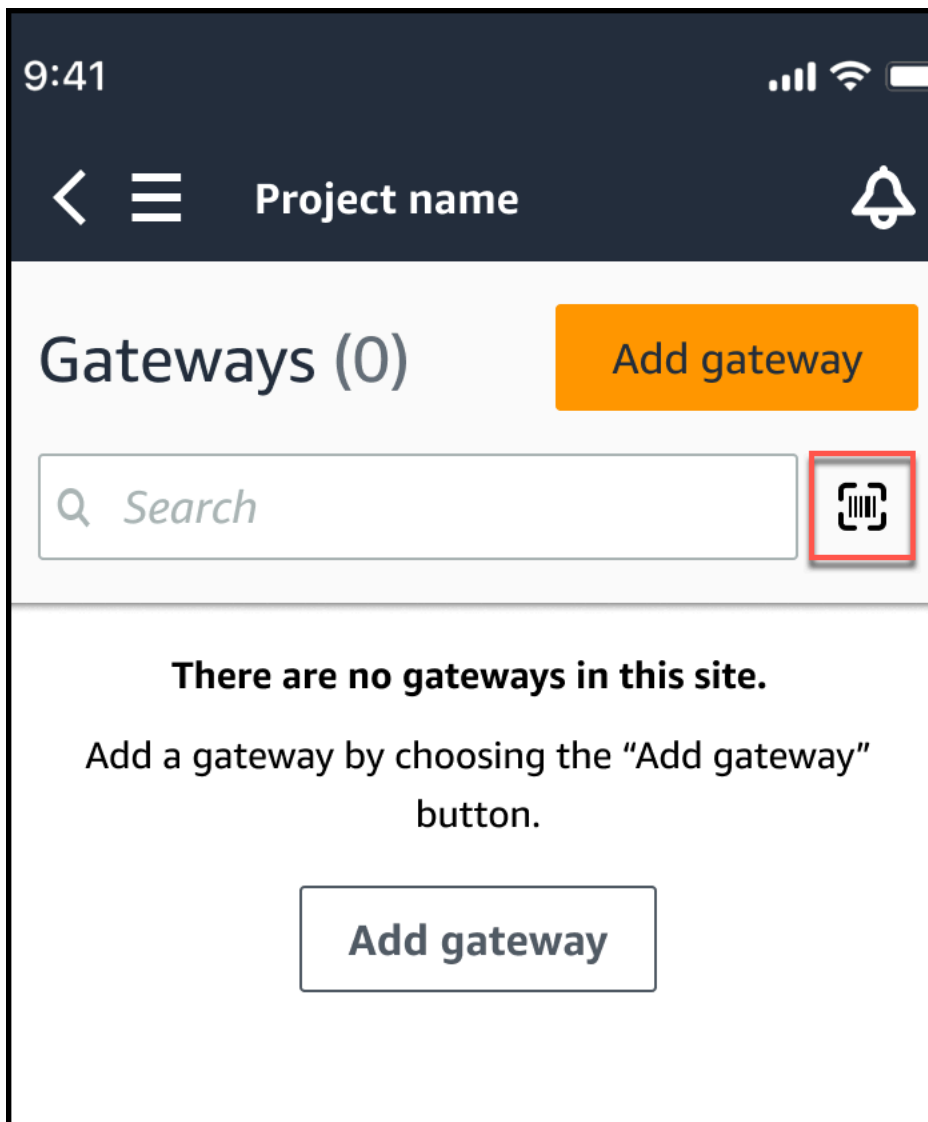 9:41
Project name
Gateways (0)
Add gateway
Search
There are no gateways in this site.
Add a gateway by choosing the “Add gateway”
button.
Add gateway